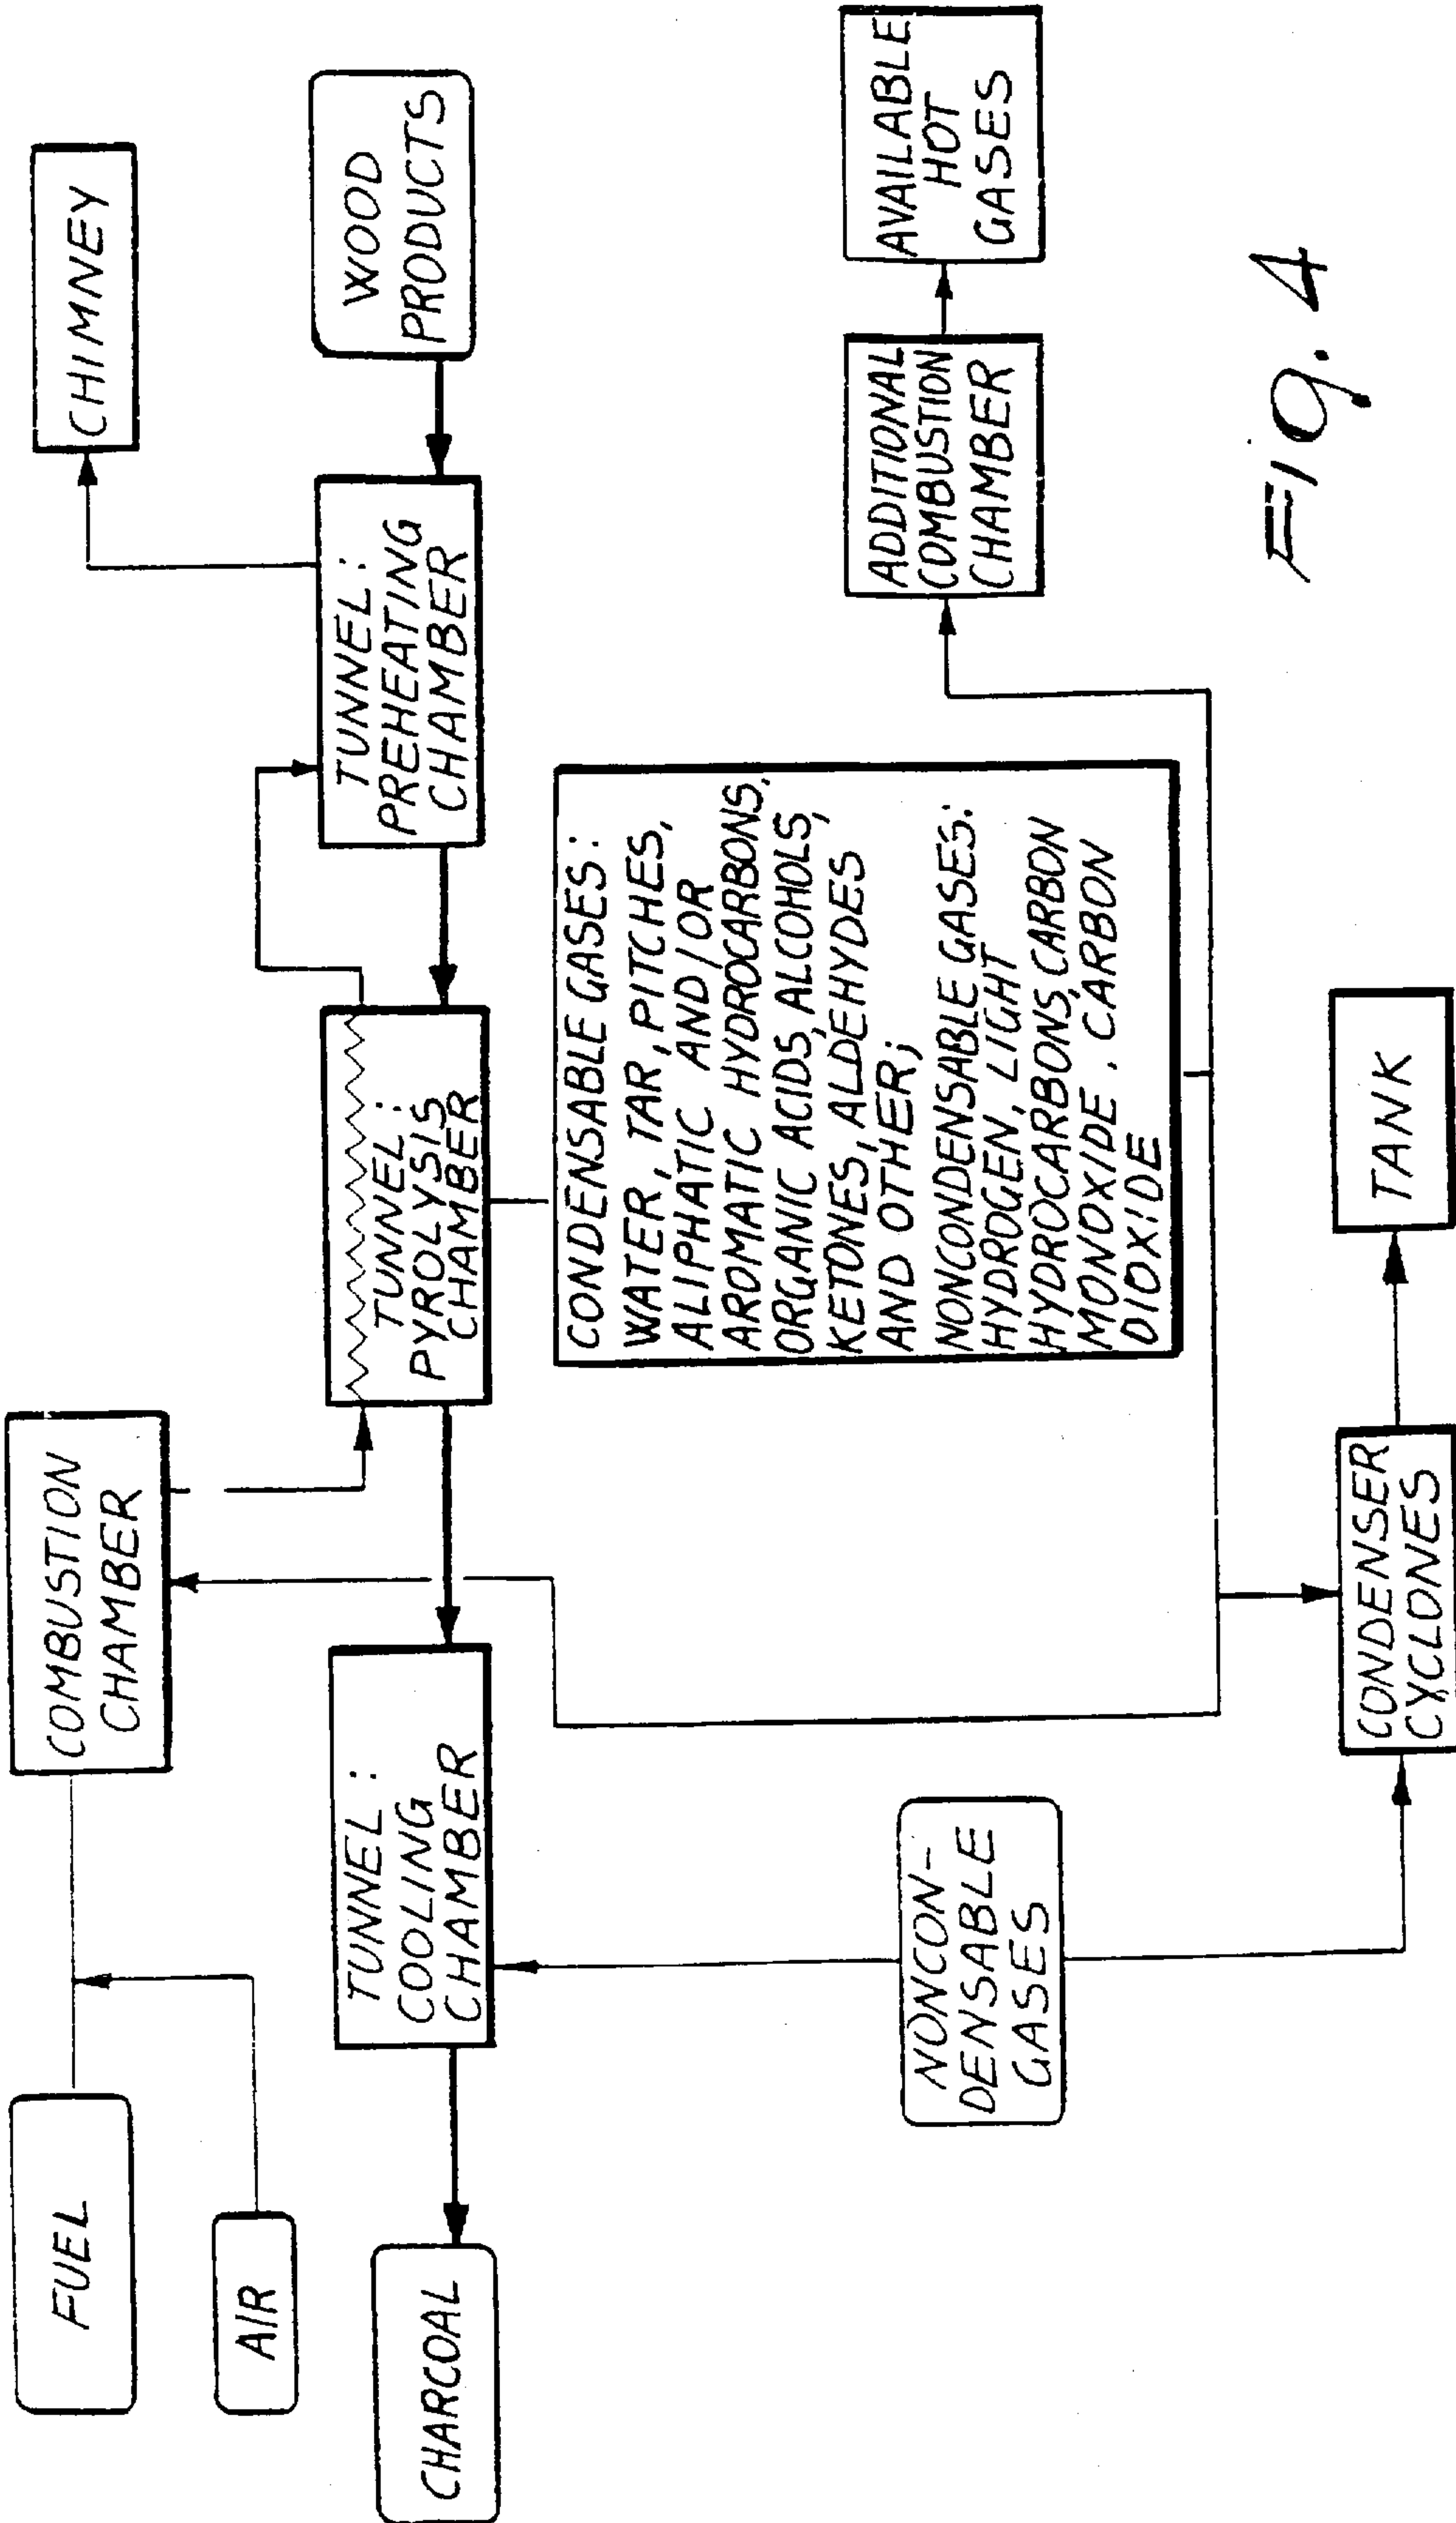 FUEL
AIR
COMBUSTION
CHAMBER
CHIMNEY
CHARCOAL
TUNNEL:
COOLING
CHAMBER
TUNNEL:
PYROLYSIS
CHAMBER
TUNNEL:
PREHEATING
CHAMBER
WOOD
PRODUCTS
CONDENSABLE GASES:
WATER, TAR, PITCHES,
ALIPHATIC AND/OR
AROMATIC HYDROCARBONS,
ORGANIC ACIDS, ALCOHOLS,
KETONES, ALDEHYDES
AND OTHER;
NONCONDENSABLE GASES:
HYDROGEN, LIGHT
HYDROCARBONS, CARBON
MONOXIDE, CARBON
DIOXIDE
NONCON-
DENSABLE
GASES
ADDITIONAL
COMBUSTION
CHAMBER
AVAILABLE
HOT
GASES
CONDENSER
CYCLONES
TANK
FIG. 4